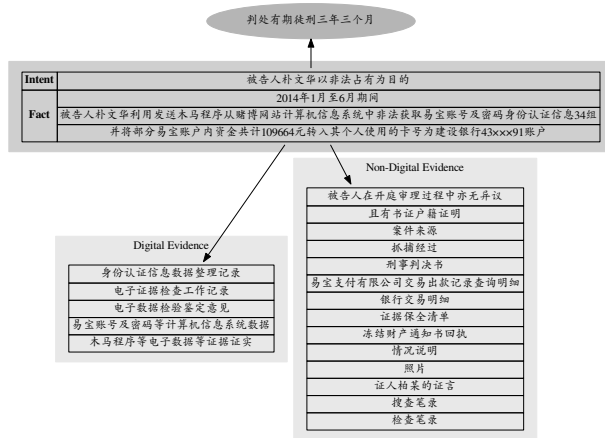 判处有期徒刑三年三个月
Intent 被告人朴文华以非法占有为目的
Fact
2014年1月至6月期间
被告人朴文华利用发送木马程序从赌博网站计算机信息系统中非法获取易宝账号及密码身份认证信息34组
并将部分易宝账户内资金共计109664元转入其个人使用的卡号为建设银行43×××91账户
Digital Evidence
身份认证信息数据整理记录
电子证据检查工作记录
电子数据检验鉴定意见
易宝账号及密码等计算机信息系统数据
木马程序等电子数据等证据证实
Non-Digital Evidence
被告人在开庭审理过程中亦无异议
且有书证户籍证明
案件来源
抓捕经过
刑事判决书
易宝支付有限公司交易出款记录查询明细
银行交易明细
证据保全清单
冻结财产通知书回执
情况说明
照片
证人柏某的证言
搜查笔录
检查笔录